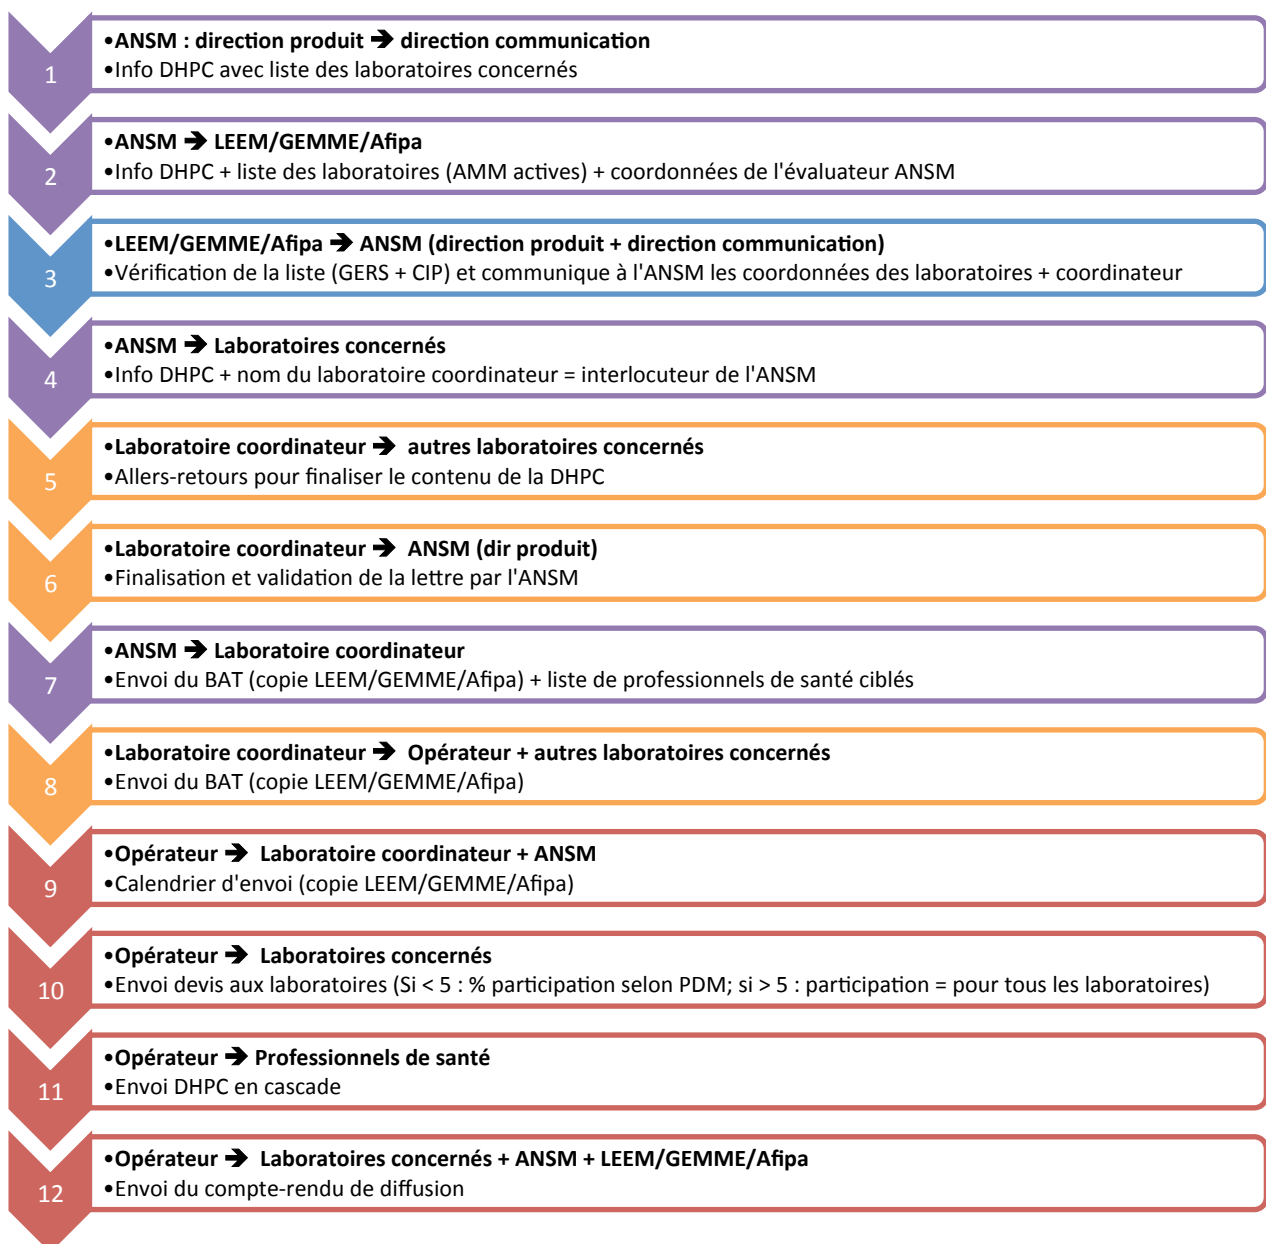 1
•ANSM : direction produit ➔ direction communication
•Info DHPC avec liste des laboratoires concernés
2
•ANSM ➔ LEEM/GEMME/Afipa
•Info DHPC + liste des laboratoires (AMM actives) + coordonnées de l'évaluateur ANSM
3
•LEEM/GEMME/Afipa ➔ ANSM (direction produit + direction communication)
•Vérification de la liste (GERS + CIP) et communique à l'ANSM les coordonnées des laboratoires + coordinateur
4
•ANSM ➔ Laboratoires concernés
•Info DHPC + nom du laboratoire coordinateur = interlocuteur de l'ANSM
5
•Laboratoire coordinateur ➔ autres laboratoires concernés
•Allers-retours pour finaliser le contenu de la DHPC
6
•Laboratoire coordinateur ➔ ANSM (dir produit)
•Finalisation et validation de la lettre par l'ANSM
7
•ANSM ➔ Laboratoire coordinateur
•Envoi du BAT (copie LEEM/GEMME/Afipa) + liste de professionnels de santé ciblés
8
•Laboratoire coordinateur ➔ Opérateur + autres laboratoires concernés
•Envoi du BAT (copie LEEM/GEMME/Afipa)
9
•Opérateur ➔ Laboratoire coordinateur + ANSM
•Calendrier d'envoi (copie LEEM/GEMME/Afipa)
10
•Opérateur ➔ Laboratoires concernés
•Envoi devis aux laboratoires (Si < 5 : % participation selon PDM; si > 5 : participation = pour tous les laboratoires)
11
•Opérateur ➔ Professionnels de santé
•Envoi DHPC en cascade
12
•Opérateur ➔ Laboratoires concernés + ANSM + LEEM/GEMME/Afipa
•Envoi du compte-rendu de diffusion